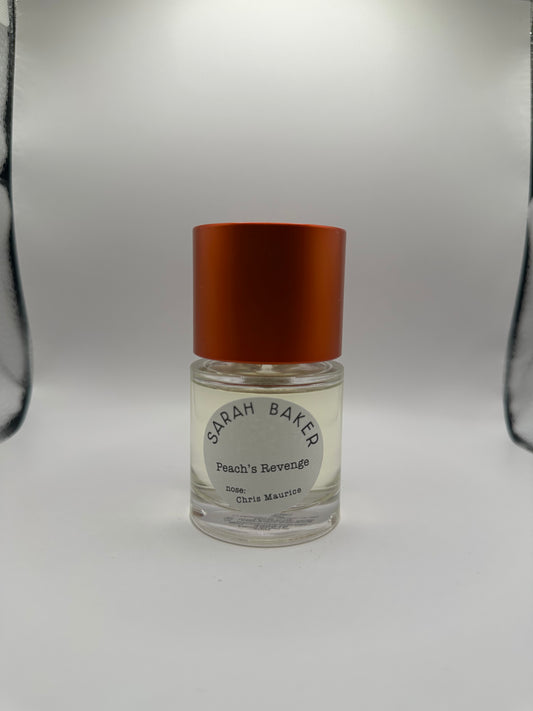 SARAH BAKER
Peach's Revenge
nose:
Chris Maurice